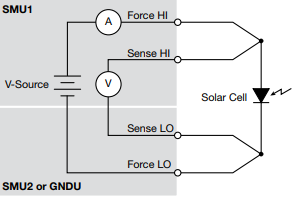 SMU1
Force HI
A
Sense HI
V-Source
V
Solar Cell
Sense LO
Force LO
SMU2 or GNDU